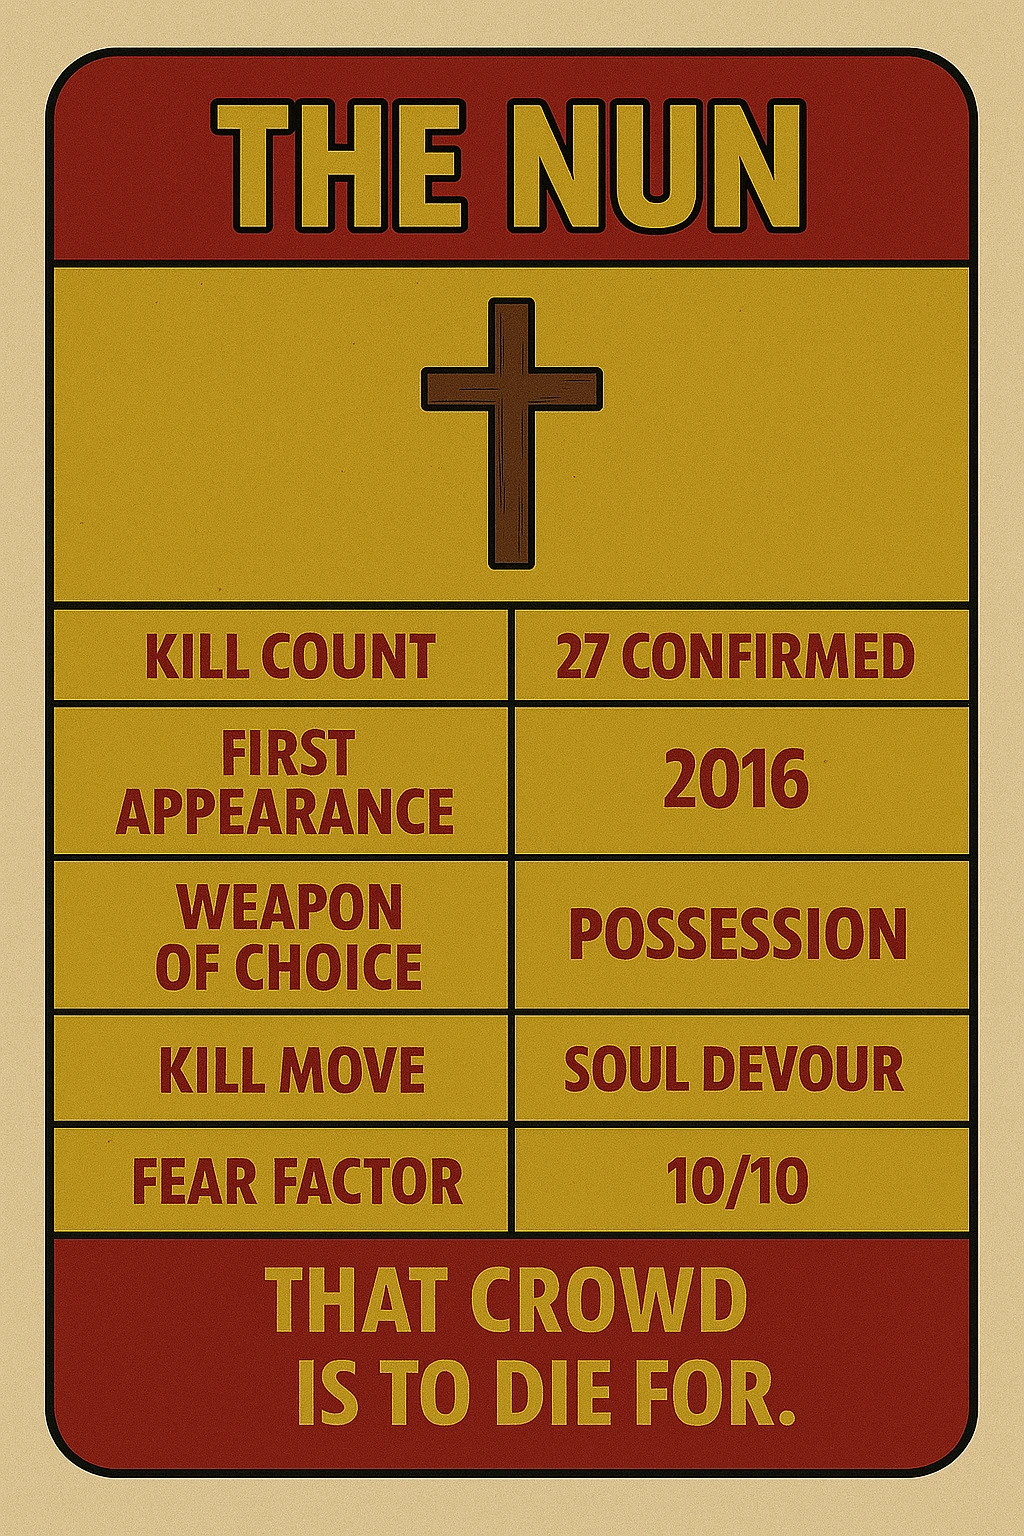 THE NUN
KILL COUNT
27 CONFIRMED
FIRST
APPEARANCE
2016
WEAPON
OF CHOICE
POSSESSION
KILL MOVE
SOUL DEVOUR
FEAR FACTOR
10/10
THAT CROWD
IS TO DIE FOR.